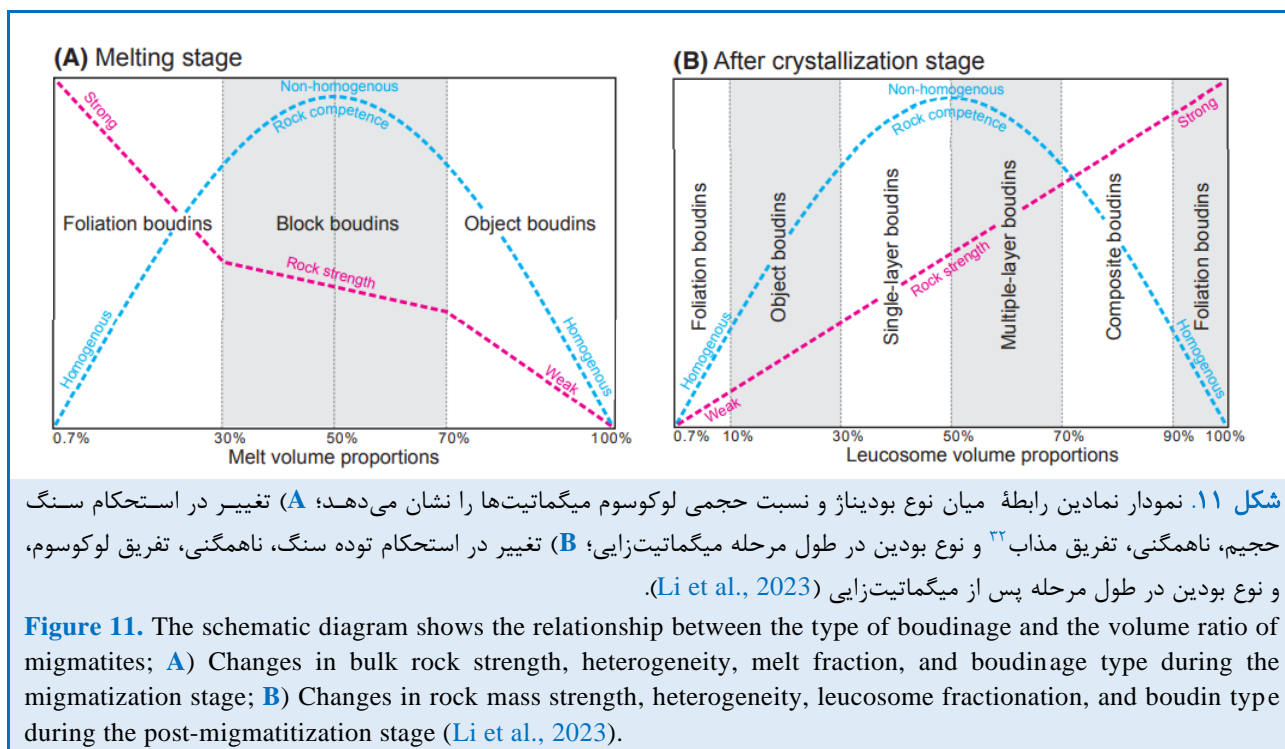 (A) Melting stage
Strong
Non-homogenous
Rock competence
Foliation boudins
Block boudins
Object boudins
Rock strength
Homogenous
Weak
Homogenous
0.7% 30% 50% 70% 100%
Melt volume proportions
(B) After crystallization stage
Non-homogenous
Rock competence
Strong
Foliation boudins
Object boudins
Single-layer boudins
Multiple-layer boudins
Composite boudins
Foliation boudins
Rock strength
Homogenous
Weak
Homogenous
0.7% 10% 30% 50% 70% 90% 100%
Leucosome volume proportions
شکل ۱۱. نمودار نمادین رابطۀ میان نوع بودیناژ و نسبت حجمی لوکوسوم میگماتیت‌ها را نشان می‌دهد؛ A) تغییر در استحکام سنگ
حجیم، ناهمگنی، تفریق مذاب۳۲ و نوع بودین در طول مرحله میگماتیت‌زایی؛ B) تغییر در استحکام توده سنگ، ناهمگنی، تفریق لوکوسوم،
و نوع بودین در طول مرحله پس از میگماتیت‌زایی (Li et al., 2023).
Figure 11. The schematic diagram shows the relationship between the type of boudinage and the volume ratio of
migmatites; A) Changes in bulk rock strength, heterogeneity, melt fraction, and boudinage type during the
migmatization stage; B) Changes in rock mass strength, heterogeneity, leucosome fractionation, and boudin type
during the post-migmatitization stage (Li et al., 2023).